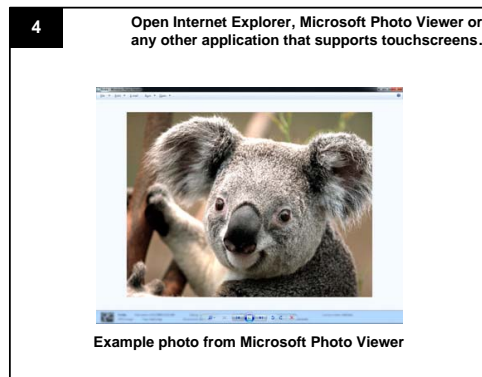 4
Open Internet Explorer, Microsoft Photo Viewer or
any other application that supports touchscreens.
Example photo from Microsoft Photo Viewer